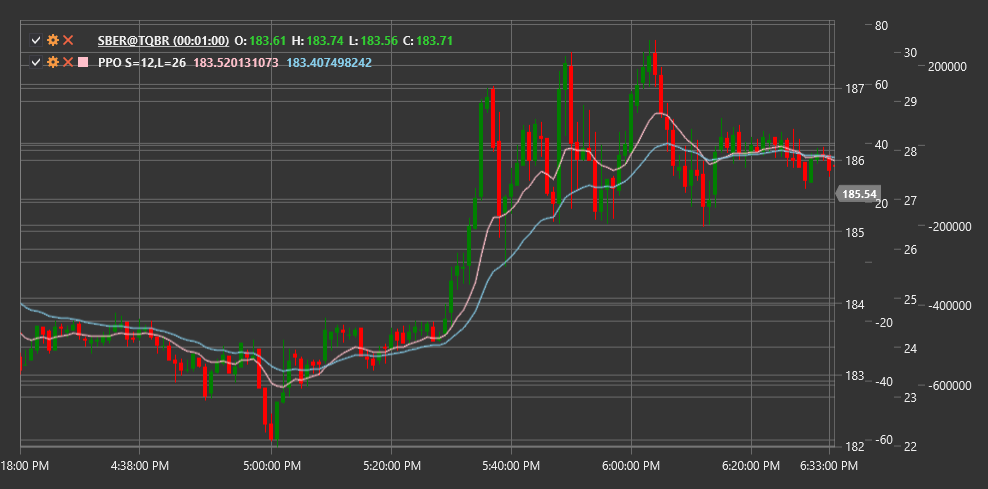 SBER@TQBR (00:01:00) O: 183.61 H: 183.74 L: 183.56 C: 183.71
PPO S=12,L=26 183.520131073 183.407498242
80
30
200000
187
60
29
40
28
186
185.54
20
27
-200000
185
26
25
184
-400000
-20
24
183
-40
-600000
23
182
-60
22
18:00 PM
4:38:00 PM
5:00:00 PM
5:20:00 PM
5:40:00 PM
6:00:00 PM
6:20:00 PM
6:33:00 PM